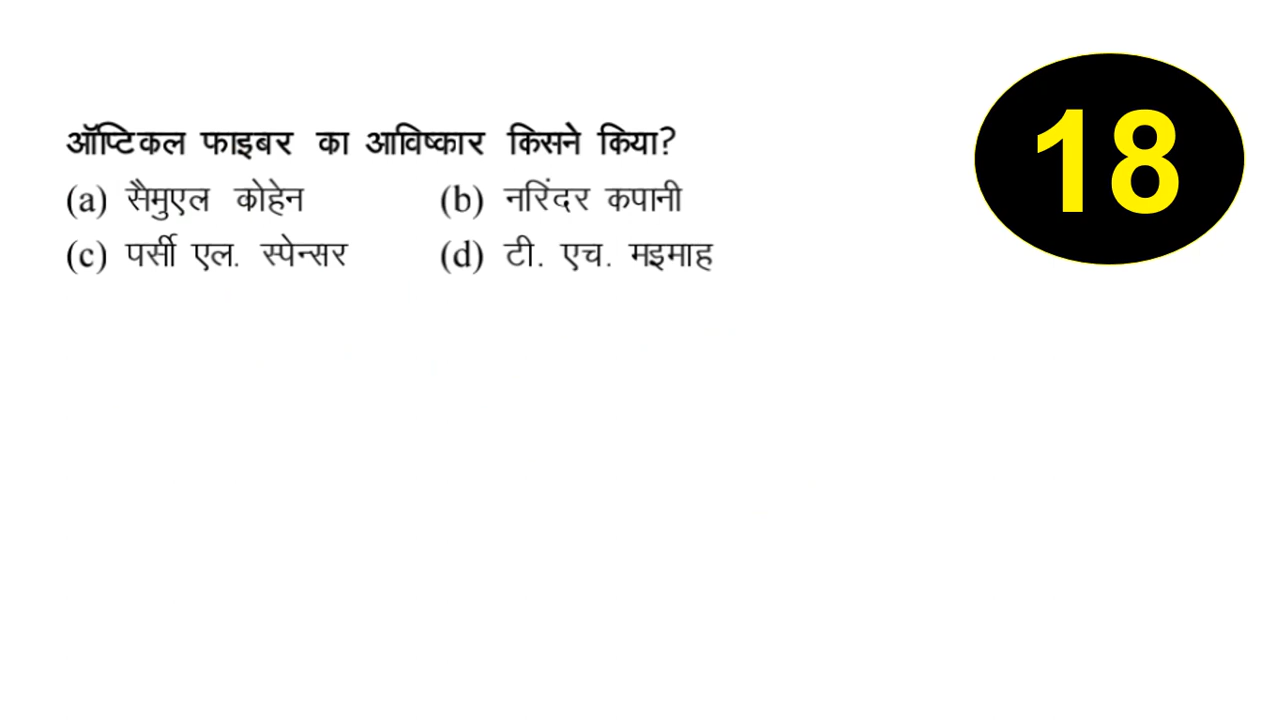 ऑप्टिकल फाइबर का आविष्कार किसने किया?
(a) सैमुएल कोहेन (b) नरिंदर कपानी
(c) पर्सी एल. स्पेन्सर (d) टी. एच. मइमाह
18